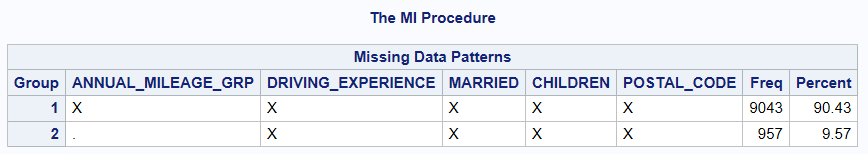 The MI Procedure
Missing Data Patterns
Group ANNUAL_MILEAGE_GRP DRIVING_EXPERIENCE MARRIED CHILDREN POSTAL_CODE Freq Percent
1 X X X X X 9043 90.43
2 . X X X X 957 9.57